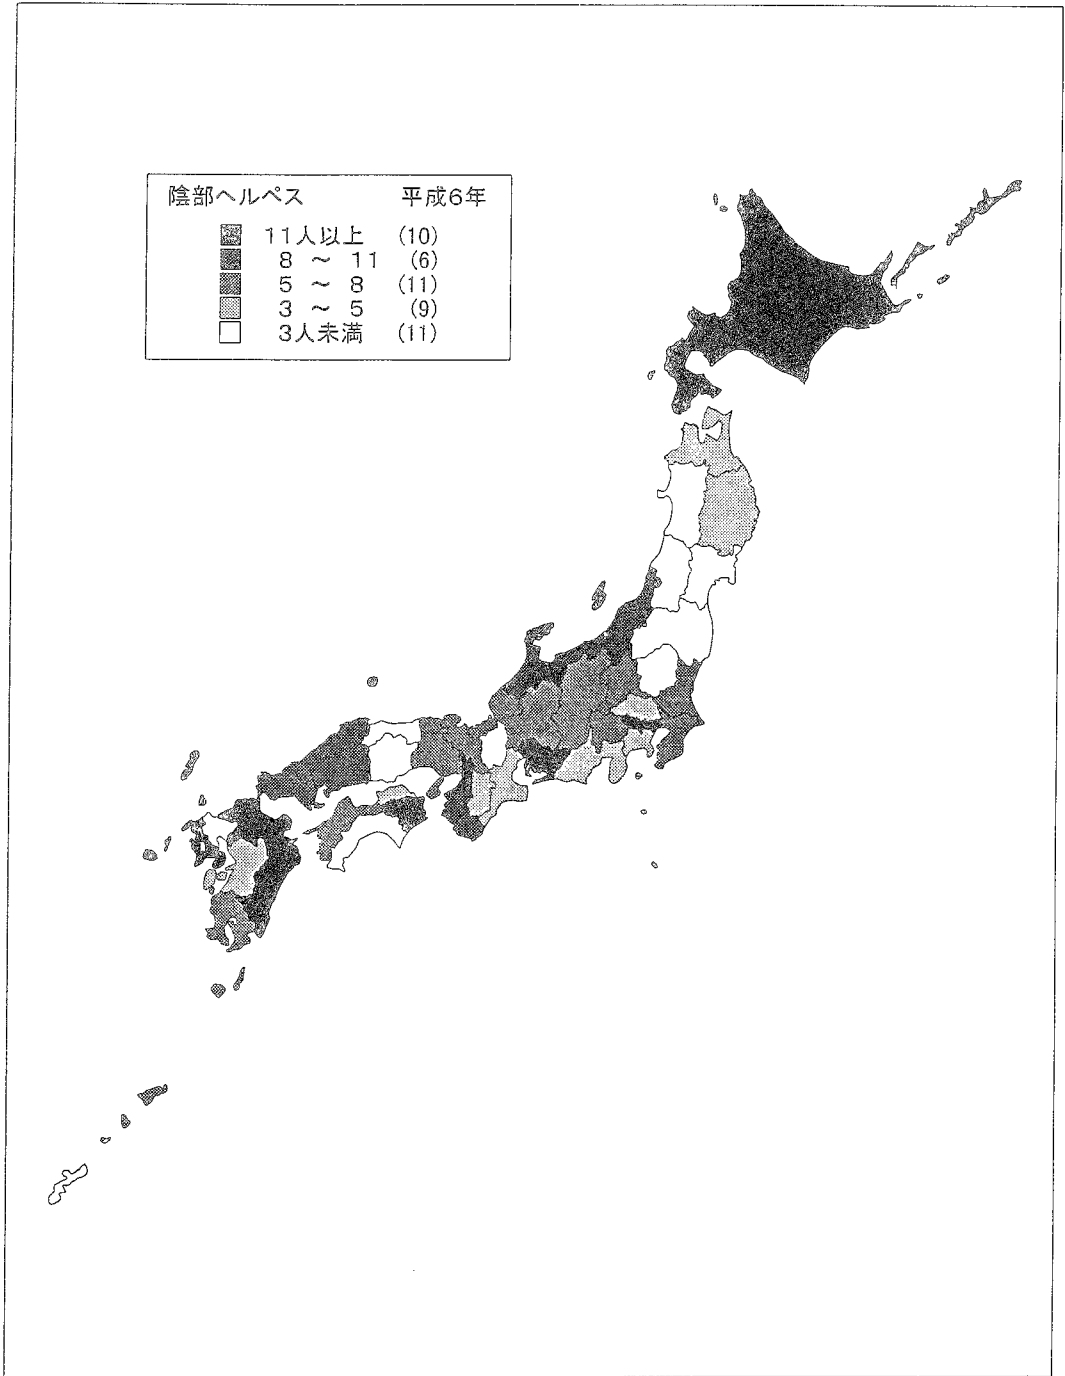 陰部ヘルペス 平成6年
11人以上 (10)
8 ～ 11 (6)
5 ～ 8 (11)
3 ～ 5 (9)
3人未満 (11)